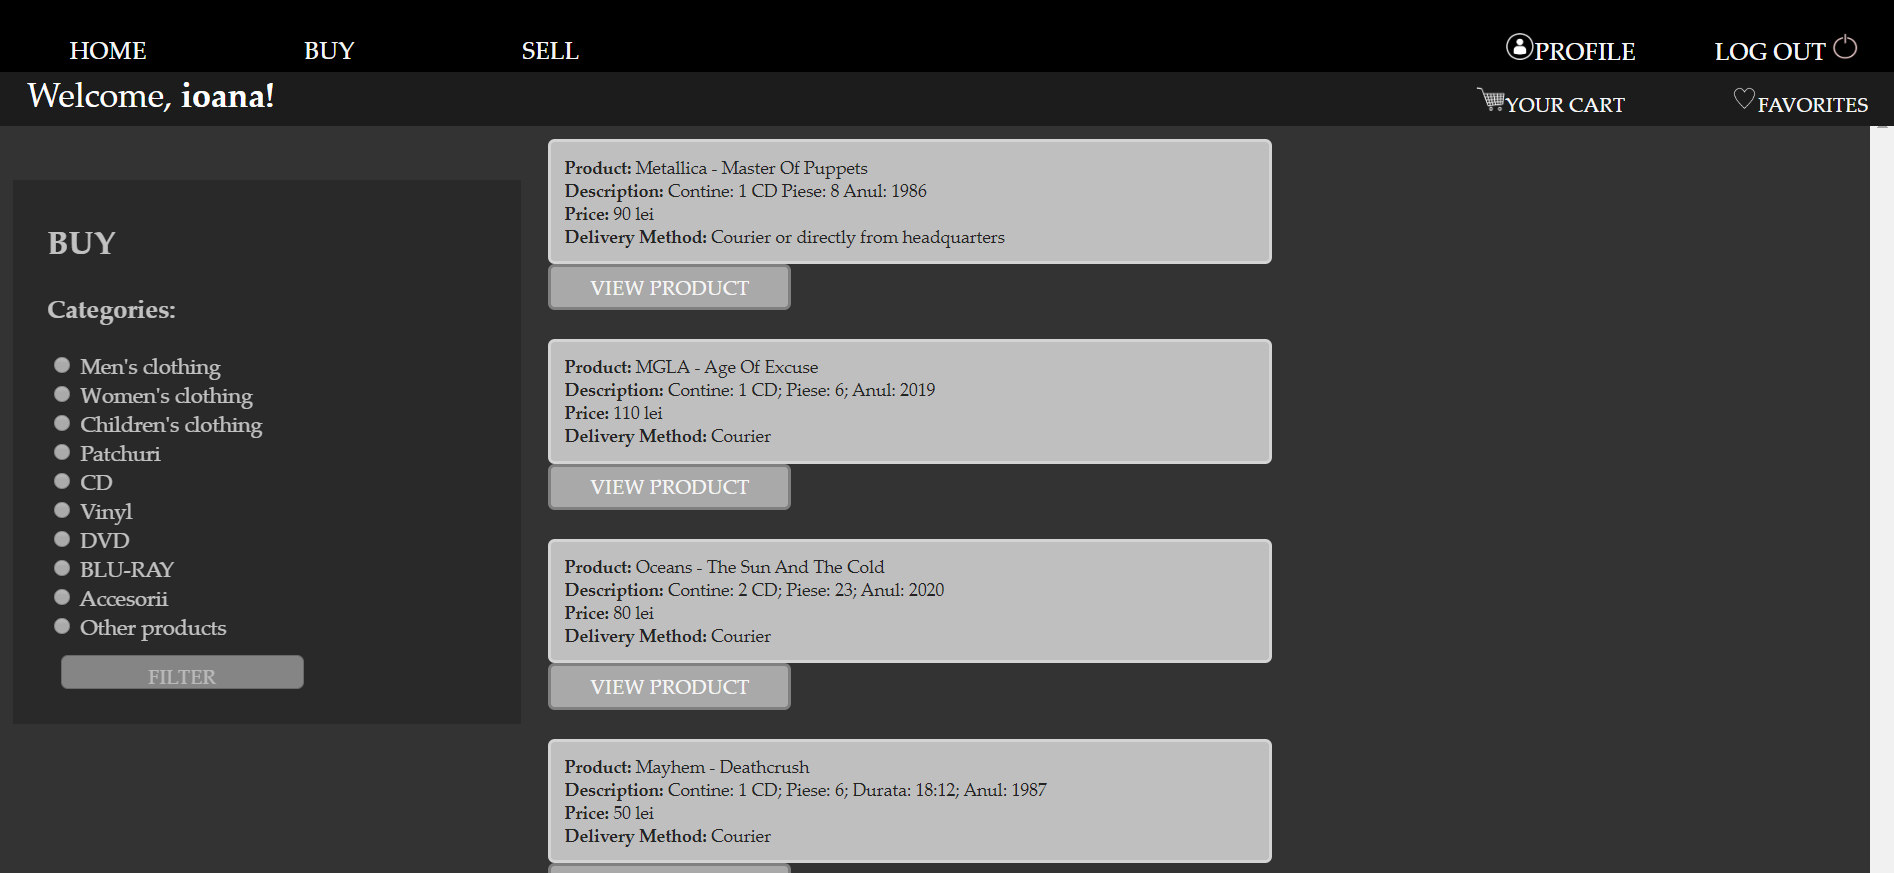 HOME BUY SELL PROFILE LOG OUT
Welcome, ioana! YOUR CART FAVORITES
BUY
Categories:
Men's clothing
Women's clothing
Children's clothing
Patchuri
CD
Vinyl
DVD
BLU-RAY
Accesorii
Other products
FILTER
Product: Metallica - Master Of Puppets
Description: Contine: 1 CD Piese: 8 Anul: 1986
Price: 90 lei
Delivery Method: Courier or directly from headquarters
VIEW PRODUCT
Product: MGLA - Age Of Excuse
Description: Contine: 1 CD; Piese: 6; Anul: 2019
Price: 110 lei
Delivery Method: Courier
VIEW PRODUCT
Product: Oceans - The Sun And The Cold
Description: Contine: 2 CD; Piese: 23; Anul: 2020
Price: 80 lei
Delivery Method: Courier
VIEW PRODUCT
Product: Mayhem - Deathcrush
Description: Contine: 1 CD; Piese: 6; Durata: 18:12; Anul: 1987
Price: 50 lei
Delivery Method: Courier